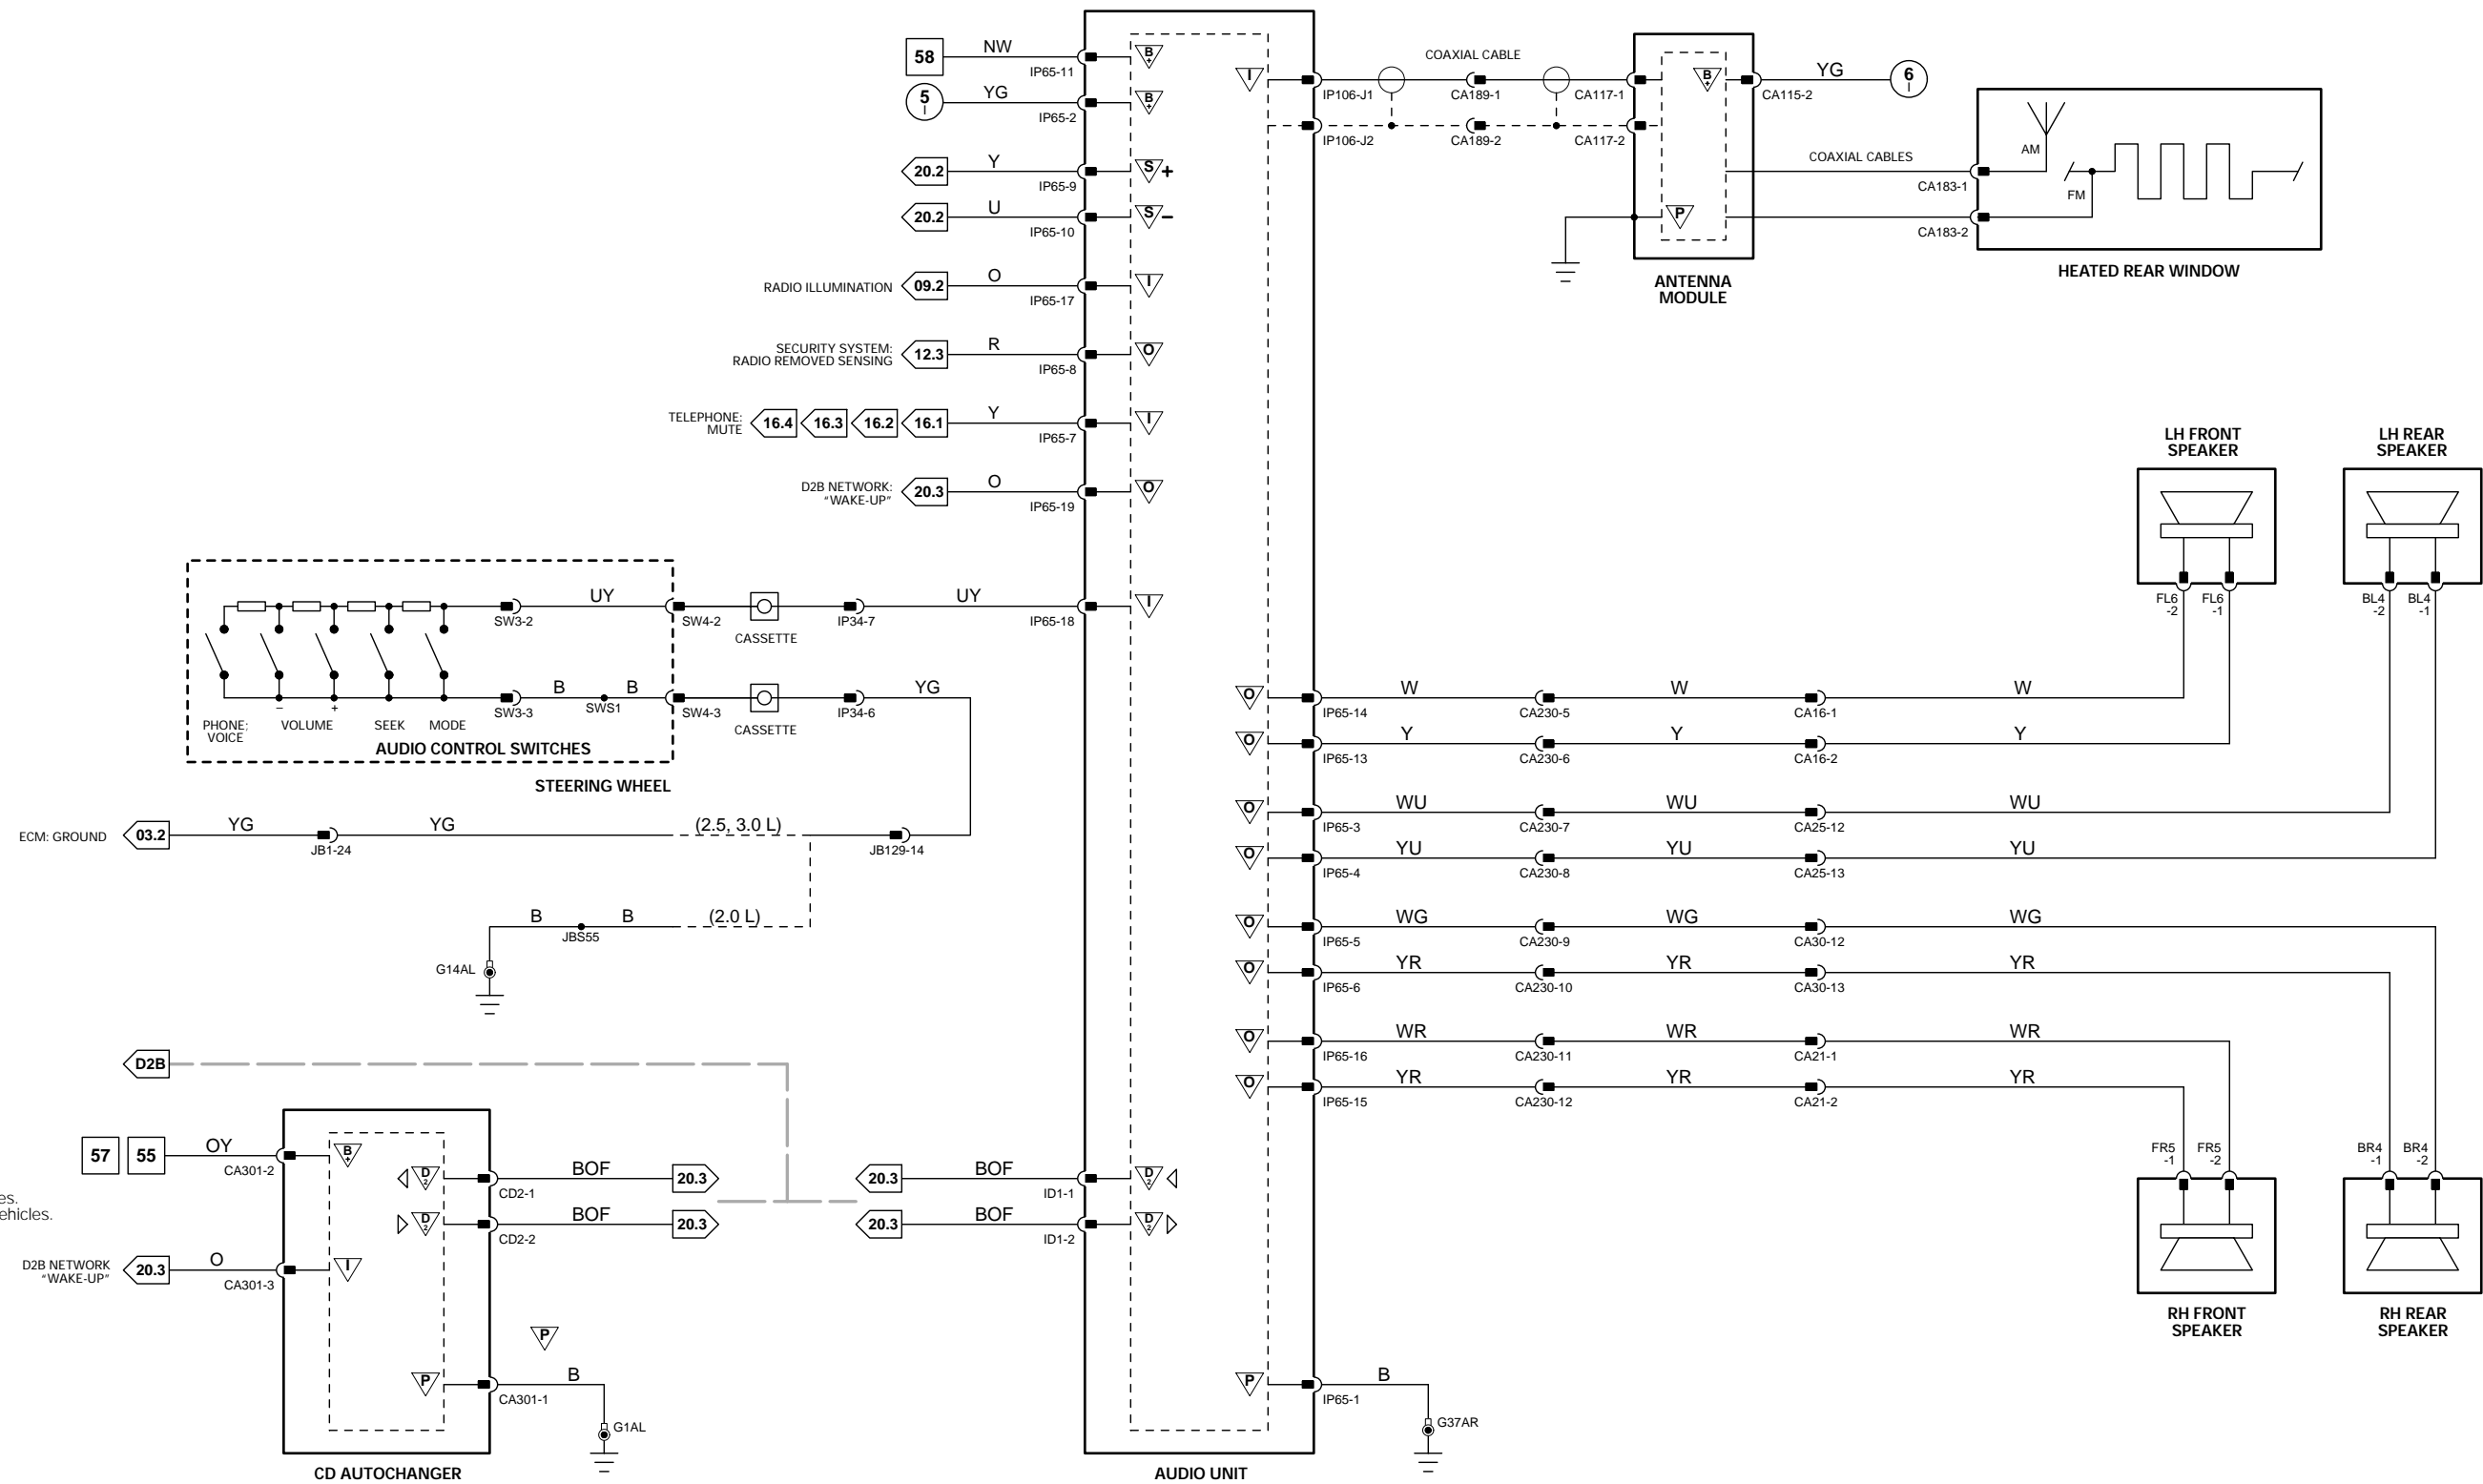 58
NW
IP65-11
B+
5
I
YG
IP65-2
B+
20.2
Y
IP65-9
S +
20.2
U
IP65-10
S –
RADIO ILLUMINATION
09.2
O
IP65-17
I
SECURITY SYSTEM:
RADIO REMOVED SENSING
12.3
R
IP65-8
O
TELEPHONE:
MUTE
16.4
16.3
16.2
16.1
Y
IP65-7
I
D2B NETWORK:
"WAKE-UP"
20.3
O
IP65-19
O
I
COAXIAL CABLE
IP106-J1
CA189-1
CA117-1
IP106-J2
CA189-2
CA117-2
B+
YG
6
I
CA115-2
P
COAXIAL CABLES
CA183-1
CA183-2
AM
FM
ANTENNA
MODULE
HEATED REAR WINDOW
UY
SW3-2
SW4-2
CASSETTE
IP34-7
UY
IP65-18
I
B
B
SW3-3
SWS1
SW4-3
CASSETTE
IP34-6
YG
–
+
PHONE;
VOICE
VOLUME
SEEK
MODE
AUDIO CONTROL SWITCHES
STEERING WHEEL
ECM: GROUND
03.2
YG
JB1-24
YG
(2.5, 3.0 L)
JB129-14
B
JBS55
B
(2.0 L)
G14AL
LH FRONT
SPEAKER
LH REAR
SPEAKER
FL6
-2
FL6
-1
BL4
-2
BL4
-1
O
W
W
W
IP65-14
CA230-5
CA16-1
O
Y
Y
Y
IP65-13
CA230-6
CA16-2
O
WU
WU
WU
IP65-3
CA230-7
CA25-12
O
YU
YU
YU
IP65-4
CA230-8
CA25-13
O
WG
WG
WG
IP65-5
CA230-9
CA30-12
O
YR
YR
YR
IP65-6
CA230-10
CA30-13
O
WR
WR
WR
IP65-16
CA230-11
CA21-1
O
YR
YR
YR
IP65-15
CA230-12
CA21-2
FR5
-1
FR5
-2
BR4
-1
BR4
-2
RH FRONT
SPEAKER
RH REAR
SPEAKER
D2B
57
55
OY
CA301-2
B+
es.
ehicles.
D2B NETWORK
"WAKE-UP"
20.3
O
CA301-3
I
D2
BOF
20.3
CD2-1
D2
BOF
20.3
CD2-2
20.3
BOF
ID1-1
D2
20.3
BOF
ID1-2
D2
P
P
B
CA301-1
G1AL
CD AUTOCHANGER
P
B
IP65-1
G37AR
AUDIO UNIT